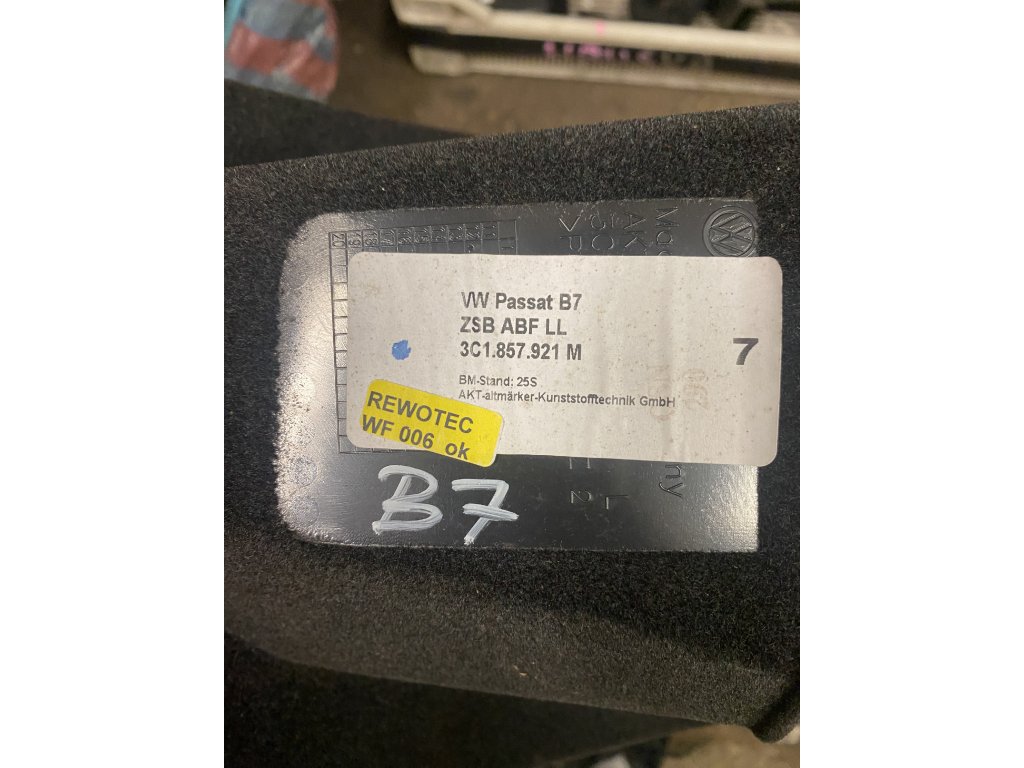 VW Passat B7
ZSB ABF LL
3C1.857.921 M
7
BM-Stand: 25S
AKT-altmärker-Kunststofftechnik GmbH
REWOTEC
WF 006 ok
B7